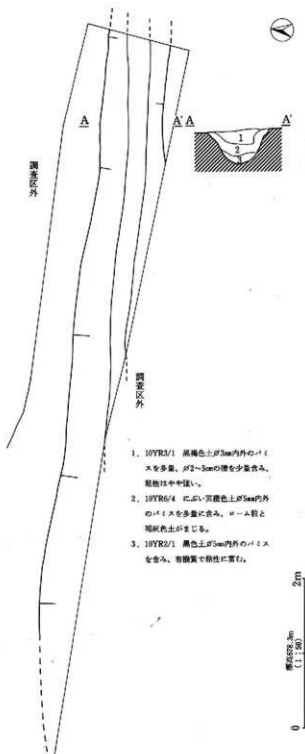 A
A' A
A'
1
2
3
調査区外
調査区外
1、10YR3/1 黒褐色土∅3mm内外のパミ
スを多量、∅2~5cmの礫を少量含み、
粘性はやや強い。
2、10YR6/4 にぶい黄橙色土∅5mm内外
のパミスを多量に含み、ローム粒と
褐灰色土がまじる。
3、10YR2/1 黒色土∅5mm内外のパミス
を含み、有機質で粘性に富む。
標高678.3m
(1:50)
0
2m